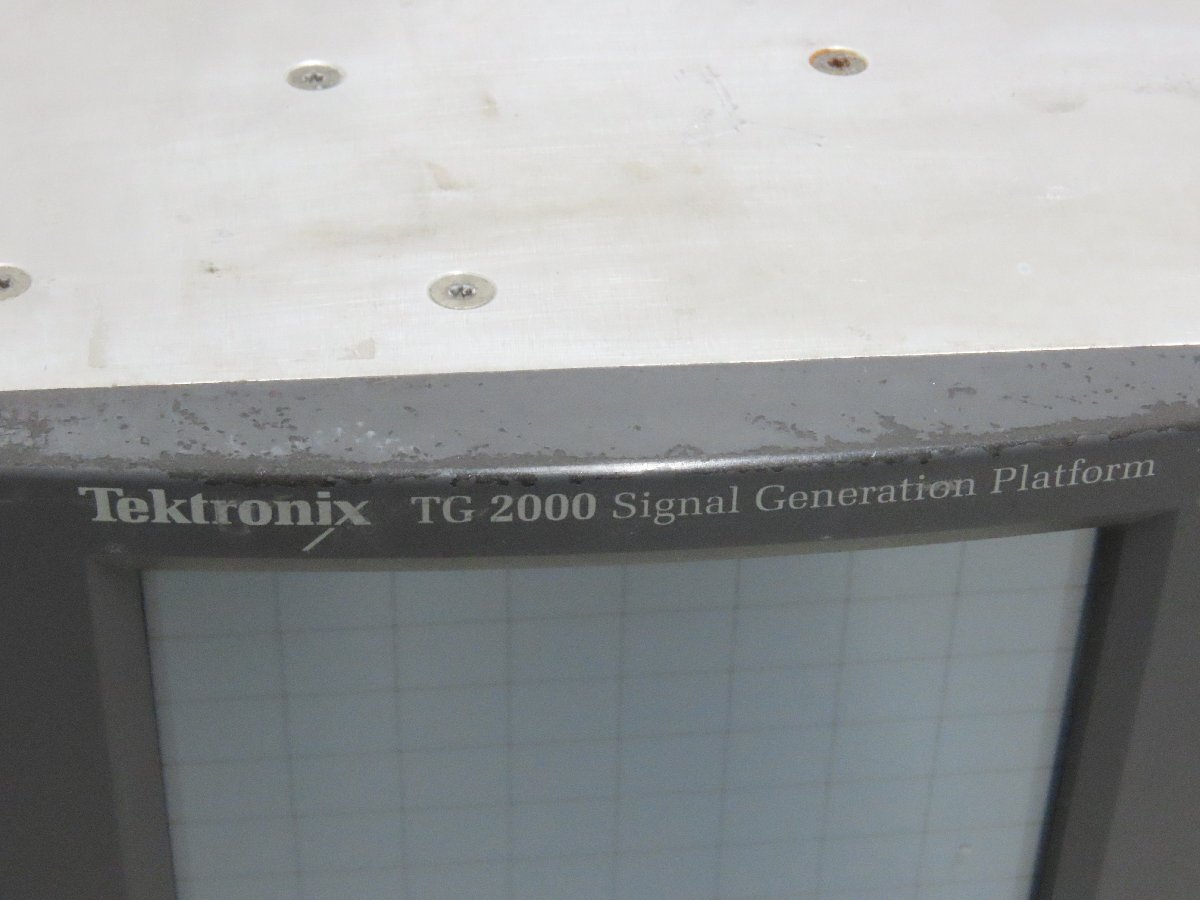 Tektronix TG 2000 Signal Generation Platform